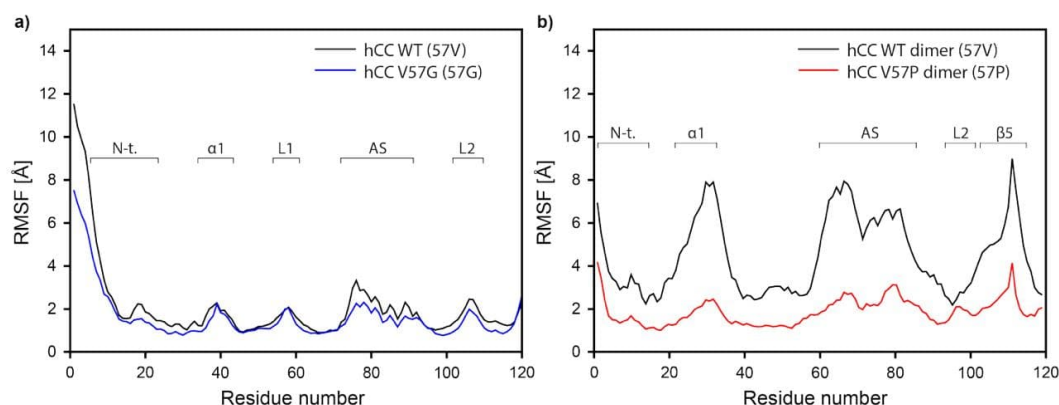 a)
hCC WT (57V)
hCC V57G (57G)
N-t. α1 L1 AS L2
RMSF [Å]
14
12
10
8
6
4
2
0
0 20 40 60 80 100 120
Residue number
b)
hCC WT dimer (57V)
hCC V57P dimer (57P)
N-t. α1 AS L2 β5
RMSF [Å]
14
12
10
8
6
4
2
0
0 20 40 60 80 100 120
Residue number